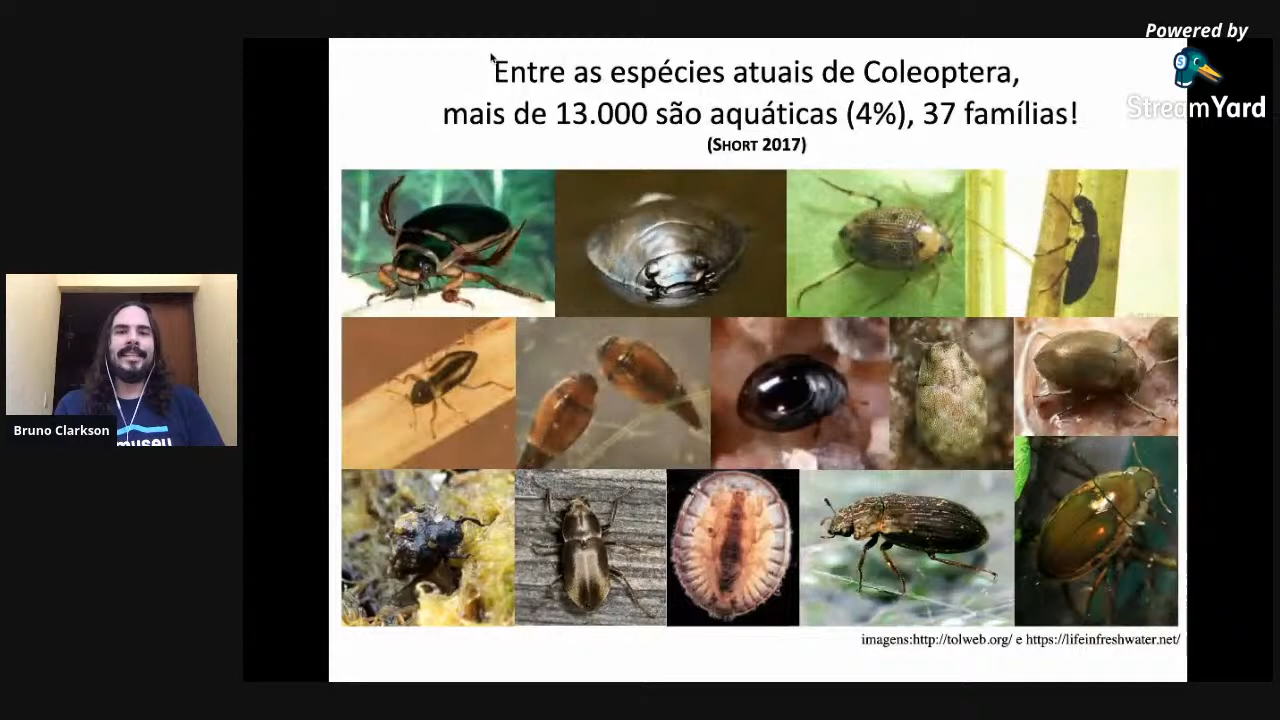 Powered by
StreamYard
Entre as espécies atuais de Coleoptera,
mais de 13.000 são aquáticas (4%), 37 famílias!
(SHORT 2017)
Bruno Clarkson
museu
imagens:http://tolweb.org/ e https://lifeinfreshwater.net/